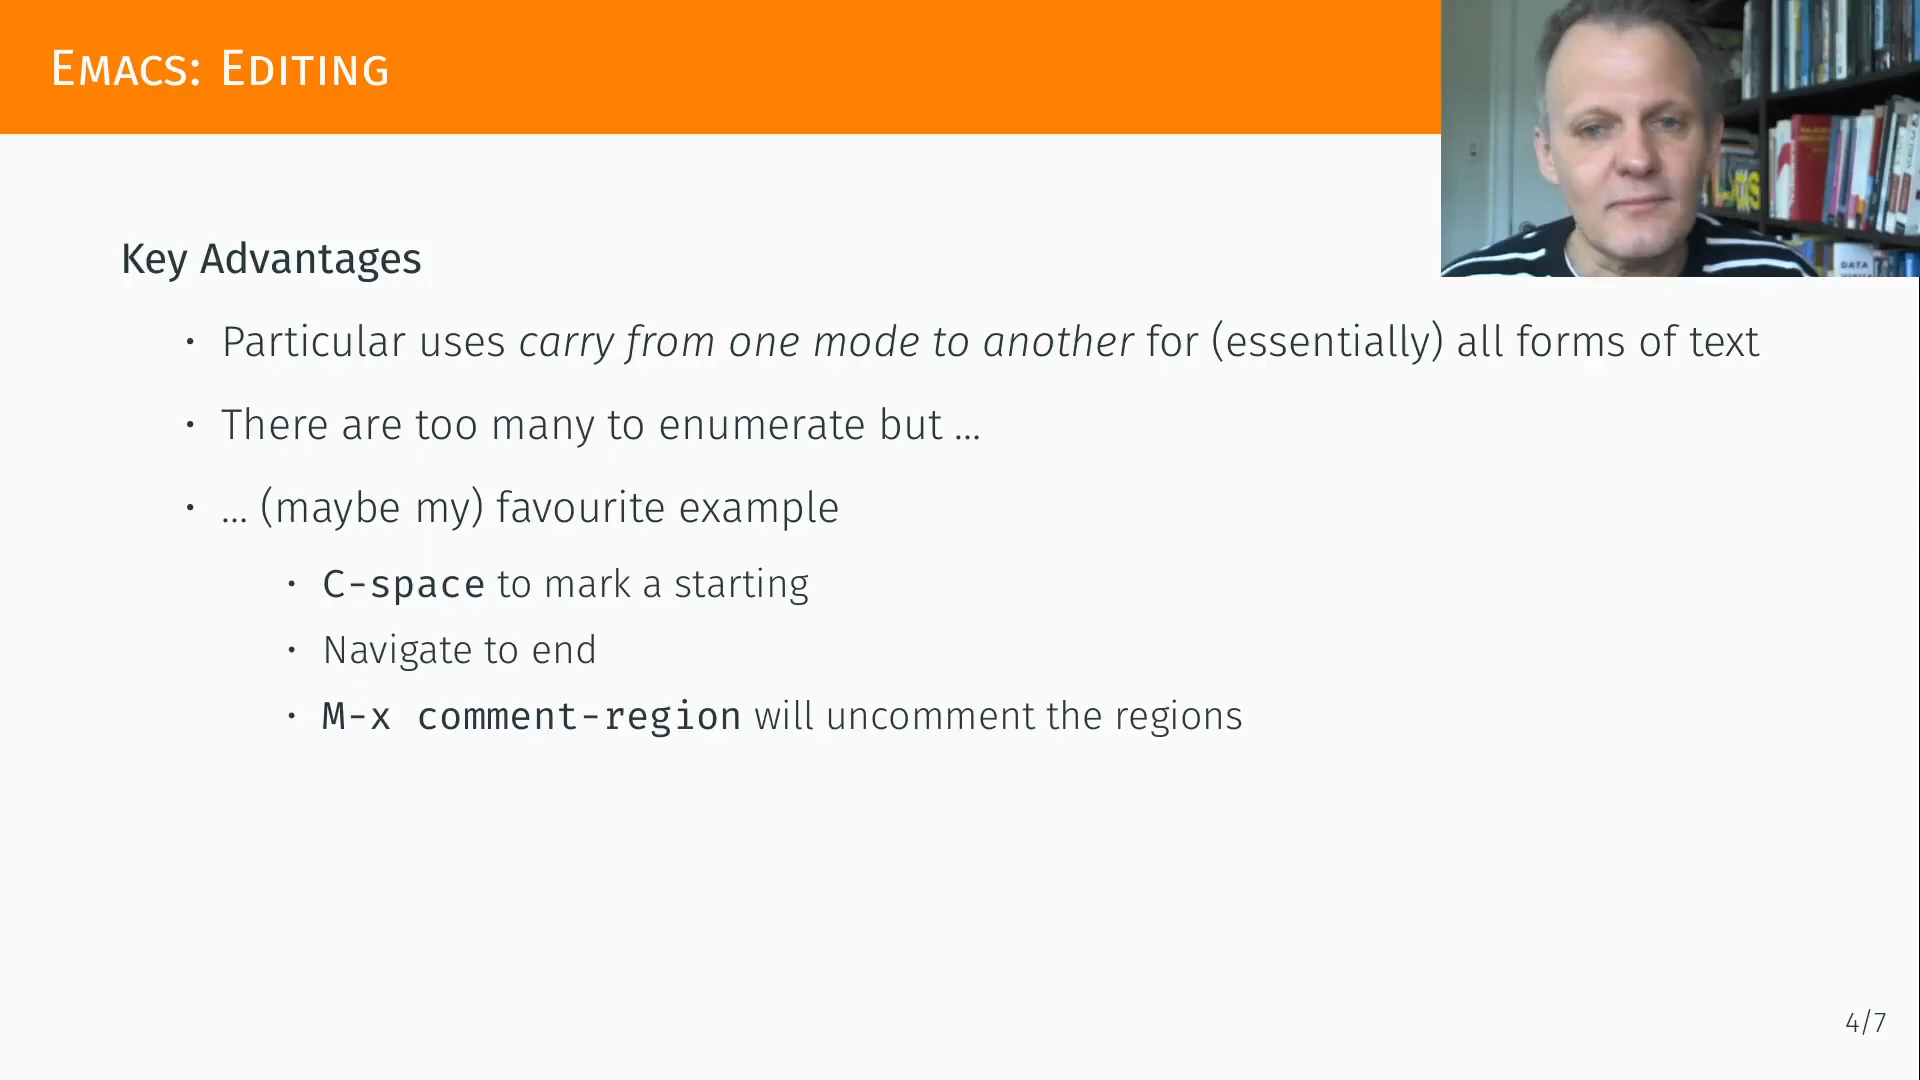 Emacs: Editing
Key Advantages
• Particular uses carry from one mode to another for (essentially) all forms of text
• There are too many to enumerate but ...
• ... (maybe my) favourite example
• C-space to mark a starting
• Navigate to end
• M-x comment-region will uncomment the regions
DATA
4/7